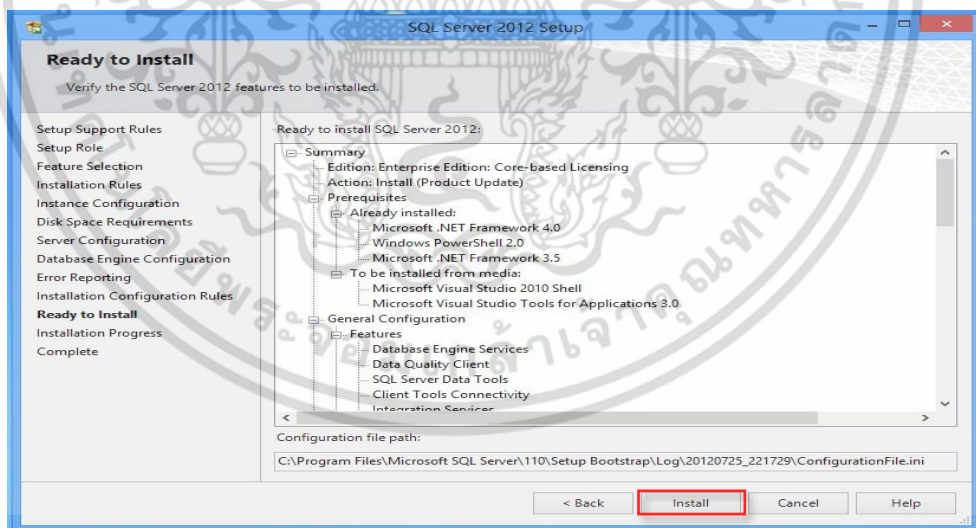 SQL Server 2012 Setup
Ready to Install
Verify the SQL Server 2012 features to be installed.
Setup Support Rules
Setup Role
Feature Selection
Installation Rules
Instance Configuration
Disk Space Requirements
Server Configuration
Database Engine Configuration
Error Reporting
Installation Configuration Rules
Ready to Install
Installation Progress
Complete
Ready to install SQL Server 2012:
Summary
Edition: Enterprise Edition: Core-based Licensing
Action: Install (Product Update)
Prerequisites
Already installed:
Microsoft .NET Framework 4.0
Windows PowerShell 2.0
Microsoft .NET Framework 3.5
To be installed from media:
Microsoft Visual Studio 2010 Shell
Microsoft Visual Studio Tools for Applications 3.0
General Configuration
Features
Database Engine Services
Data Quality Client
SQL Server Data Tools
Client Tools Connectivity
Integration Services
Configuration file path:
C:\Program Files\Microsoft SQL Server\110\Setup Bootstrap\Log\20120725_221729\ConfigurationFile.ini
< Back
Install
Cancel
Help